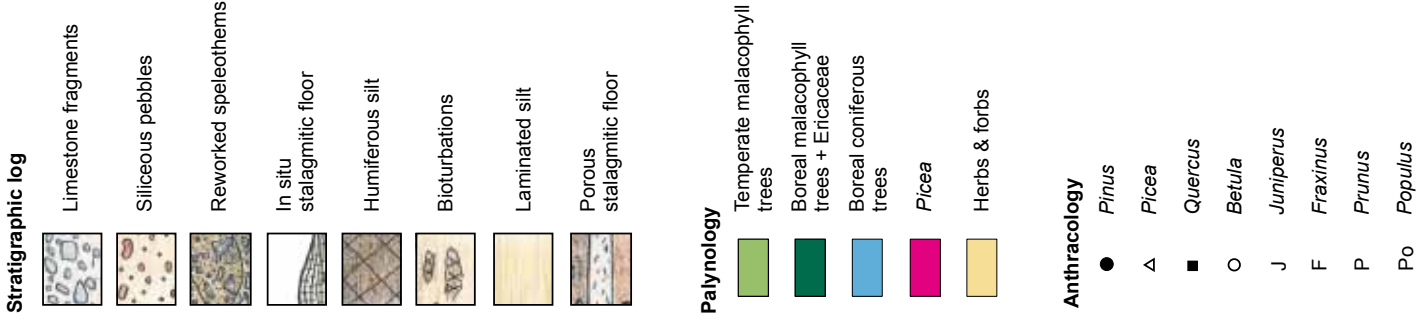 Stratigraphic log
Limestone fragments
Siliceous pebbles
Reworked speleothems
In situ
stalagmitic floor
Humiferous silt
Bioturbations
Laminated silt
Porous
stalagmitic floor
Palynology
Temperate malacophyll
trees
Boreal malacophyll
trees + Ericaceae
Boreal coniferous
trees
Picea
Herbs & forbs
Anthracology
Pinus
Picea
Quercus
Betula
J Juniperus
F Fraxinus
P Prunus
Po Populus